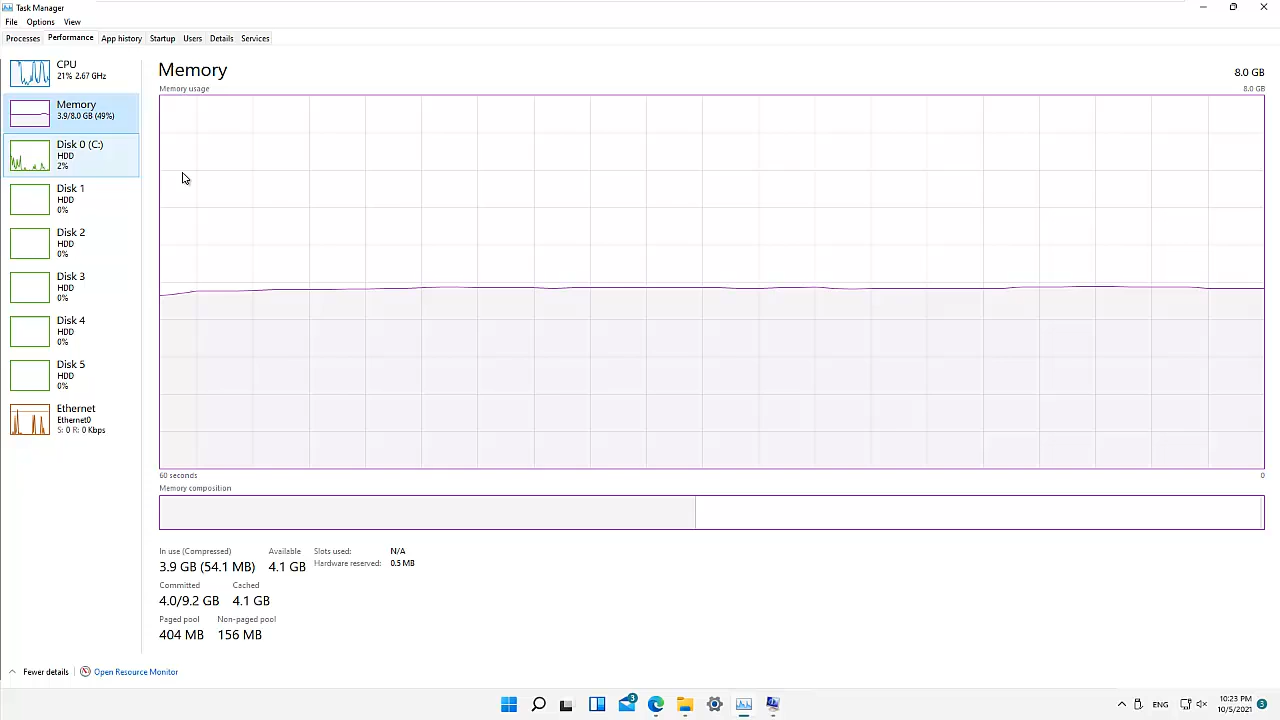 Task Manager
File Options View
Processes Performance App history Startup Users Details Services
CPU
21% 2.67 GHz
Memory
3.9/8.0 GB (49%)
Disk 0 (C:)
HDD
2%
Disk 1
HDD
0%
Disk 2
HDD
0%
Disk 3
HDD
0%
Disk 4
HDD
0%
Disk 5
HDD
0%
Ethernet
Ethernet0
S: 0 R: 0 Kbps
Memory 8.0 GB
Memory usage 8.0 GB
60 seconds 0
Memory composition
In use (Compressed) Available Slots used: N/A
3.9 GB (54.1 MB) 4.1 GB Hardware reserved: 0.5 MB
Committed Cached
4.0/9.2 GB 4.1 GB
Paged pool Non-paged pool
404 MB 156 MB
Fewer details Open Resource Monitor
3
ENG
10:23 PM
10/5/2021
3